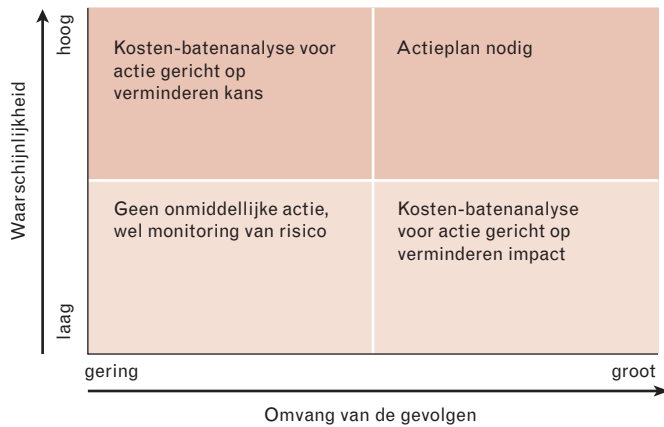 hoog
Waarschijnlijkheid
laag
Kosten-batenanalyse voor
actie gericht op
verminderen kans
Actieplan nodig
Geen onmiddellijke actie,
wel monitoring van risico
Kosten-batenanalyse
voor actie gericht op
verminderen impact
gering
groot
Omvang van de gevolgen